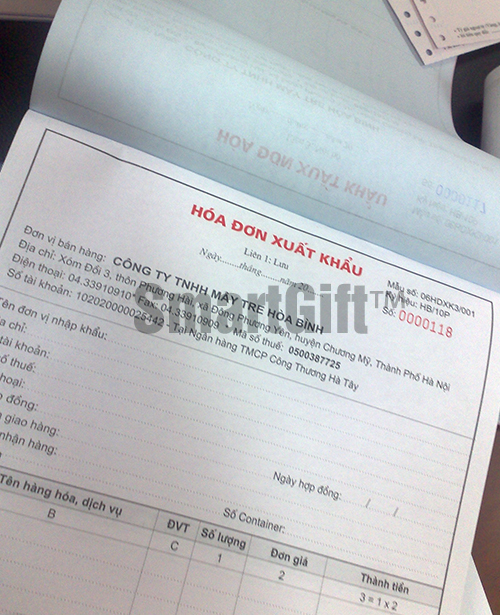 HÓA ĐƠN XUẤT KHẨU
0000117
HÓA ĐƠN XUẤT KHẨU
Liên 1: Lưu
Ngày........tháng........năm 20
Mẫu số: 06HDXK3/001
HB/10P
Số: 0000118
SmartGift™
Đơn vị bán hàng: CÔNG TY TNHH MÂY TRE HÒA BÌNH
Địa chỉ: Xóm Đồi 3, thôn Phương Đông Phương Yên, huyện Chương Mỹ, Thành Phố Hà Nội
Điện thoại: 04.33910910 Fax: 04.33910909 Mã số thuế: 0500387725
Số tài khoản: 102020000025442 - Tại Ngân hàng TMCP Công Thương Hà Tây
Tên đơn vị nhập khẩu:
chỉ:
tài khoản:
thuế:
hoại:
đồng:
giao hàng:
nhận hàng:
Ngày hợp đồng: / /
Số Container:
Tên hàng hóa, dịch vụ ĐVT Số lượng Đơn giá Thành tiền
B C 1 2 3 = 1 x 2